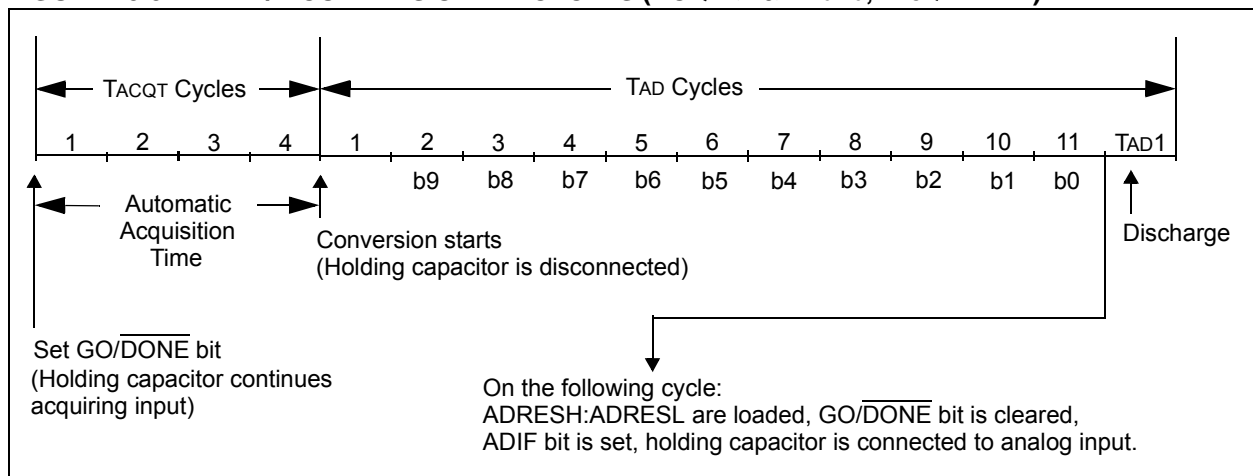 TACQT Cycles
TAD Cycles
1 2 3 4 1 2 3 4 5 6 7 8 9 10 11 TAD1
b9 b8 b7 b6 b5 b4 b3 b2 b1 b0
Automatic
Acquisition
Time
Conversion starts
(Holding capacitor is disconnected)
Discharge
Set GO/DONE bit
(Holding capacitor continues
acquiring input)
On the following cycle:
ADRESH:ADRESL are loaded, GO/DONE bit is cleared,
ADIF bit is set, holding capacitor is connected to analog input.